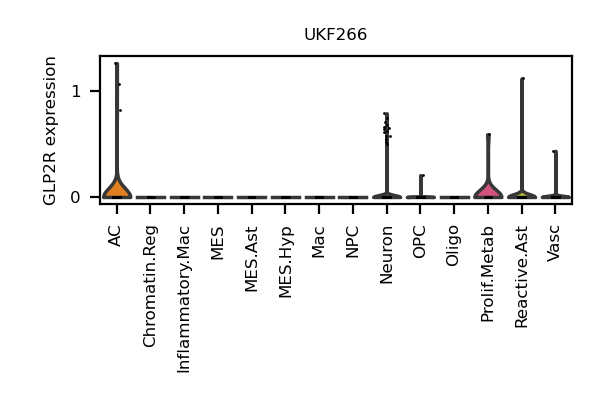 UKF266
GLP2R expression
1
0
AC
Chromatin.Reg
Inflammatory.Mac
MES
MES.Ast
MES.Hyp
Mac
NPC
Neuron
OPC
Oligo
Prolif.Metab
Reactive.Ast
Vasc